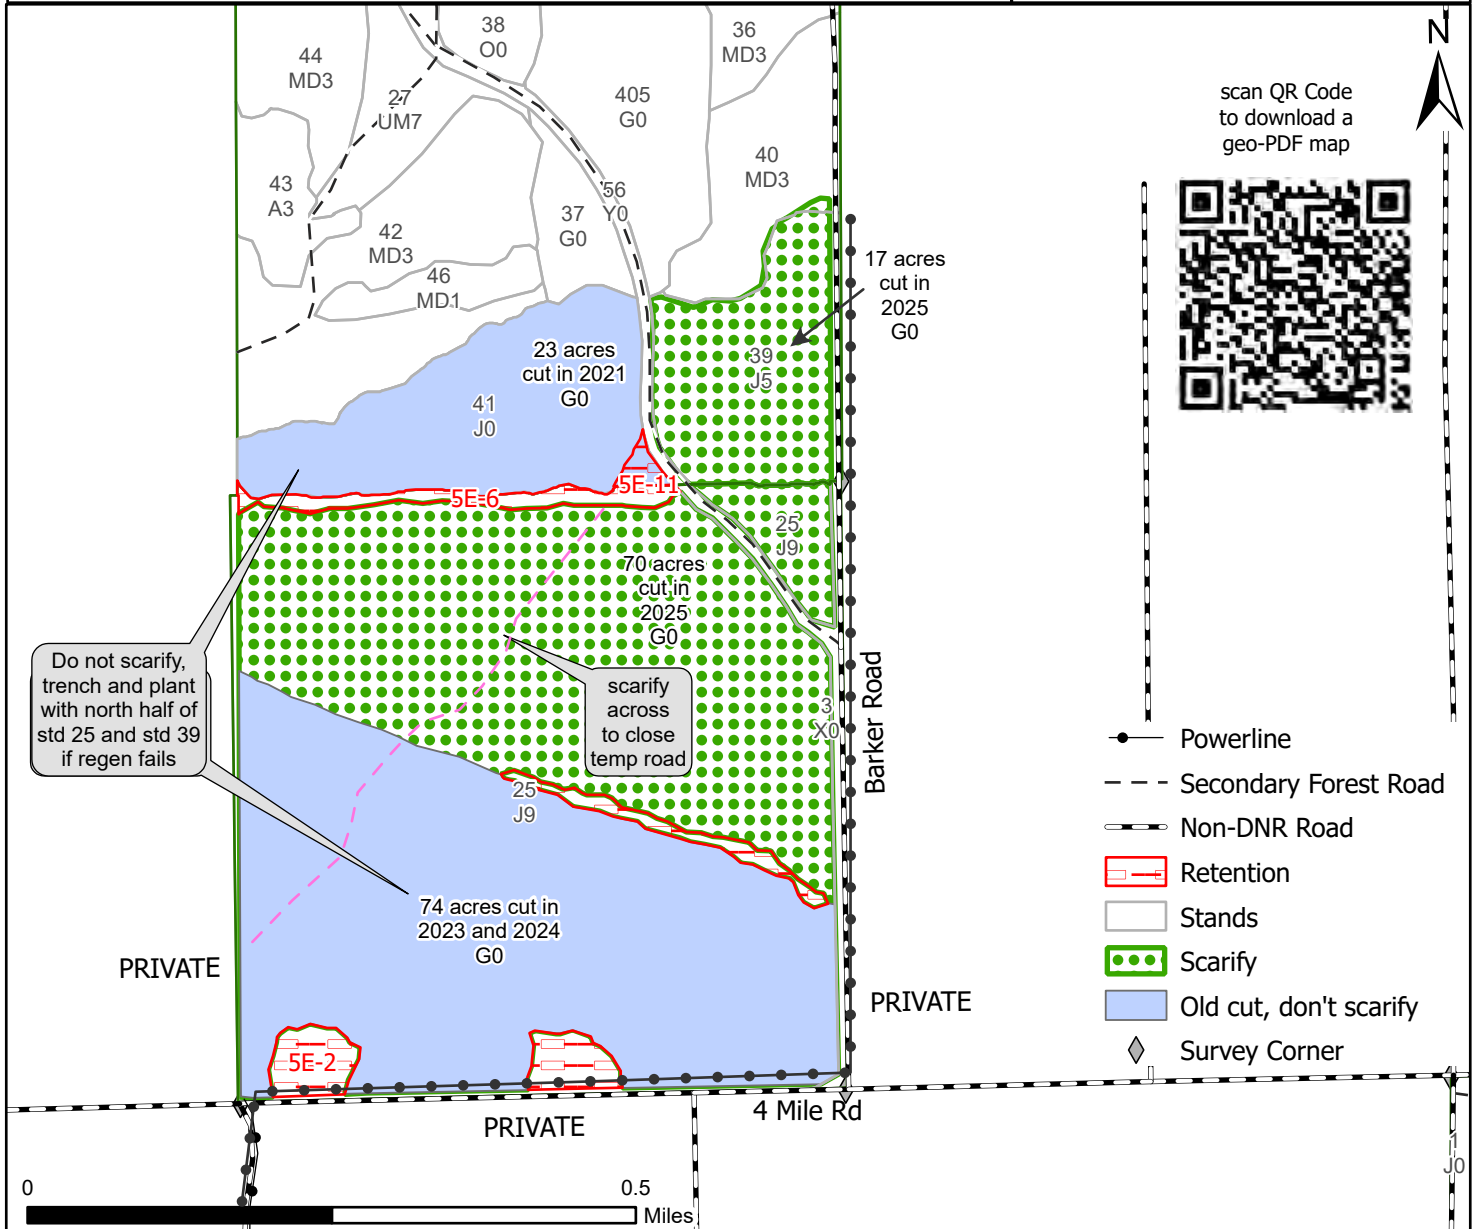 38
O0
36
MD3
N
44
MD3
27
UM7
405
G0
scan QR Code
to download a
geo-PDF map
40
MD3
43
A3
56
Y0
37
G0
42
MD3
46
MD1
17 acres
cut in
2025
G0
23 acres
cut in 2021
G0
39
J5
41
J0
5E-6
5E-11
25
J9
70 acres
cut in
2025
G0
Do not scarify,
trench and plant
with north half of
std 25 and std 39
if regen fails
scarify
across
to close
temp road
3
X0
Barker Road
25
J9
74 acres cut in
2023 and 2024
G0
PRIVATE
PRIVATE
5E-2
4 Mile Rd
PRIVATE
Powerline
Secondary Forest Road
Non-DNR Road
Retention
Stands
Scarify
Old cut, don't scarify
Survey Corner
1
J0
0
0.5
Miles